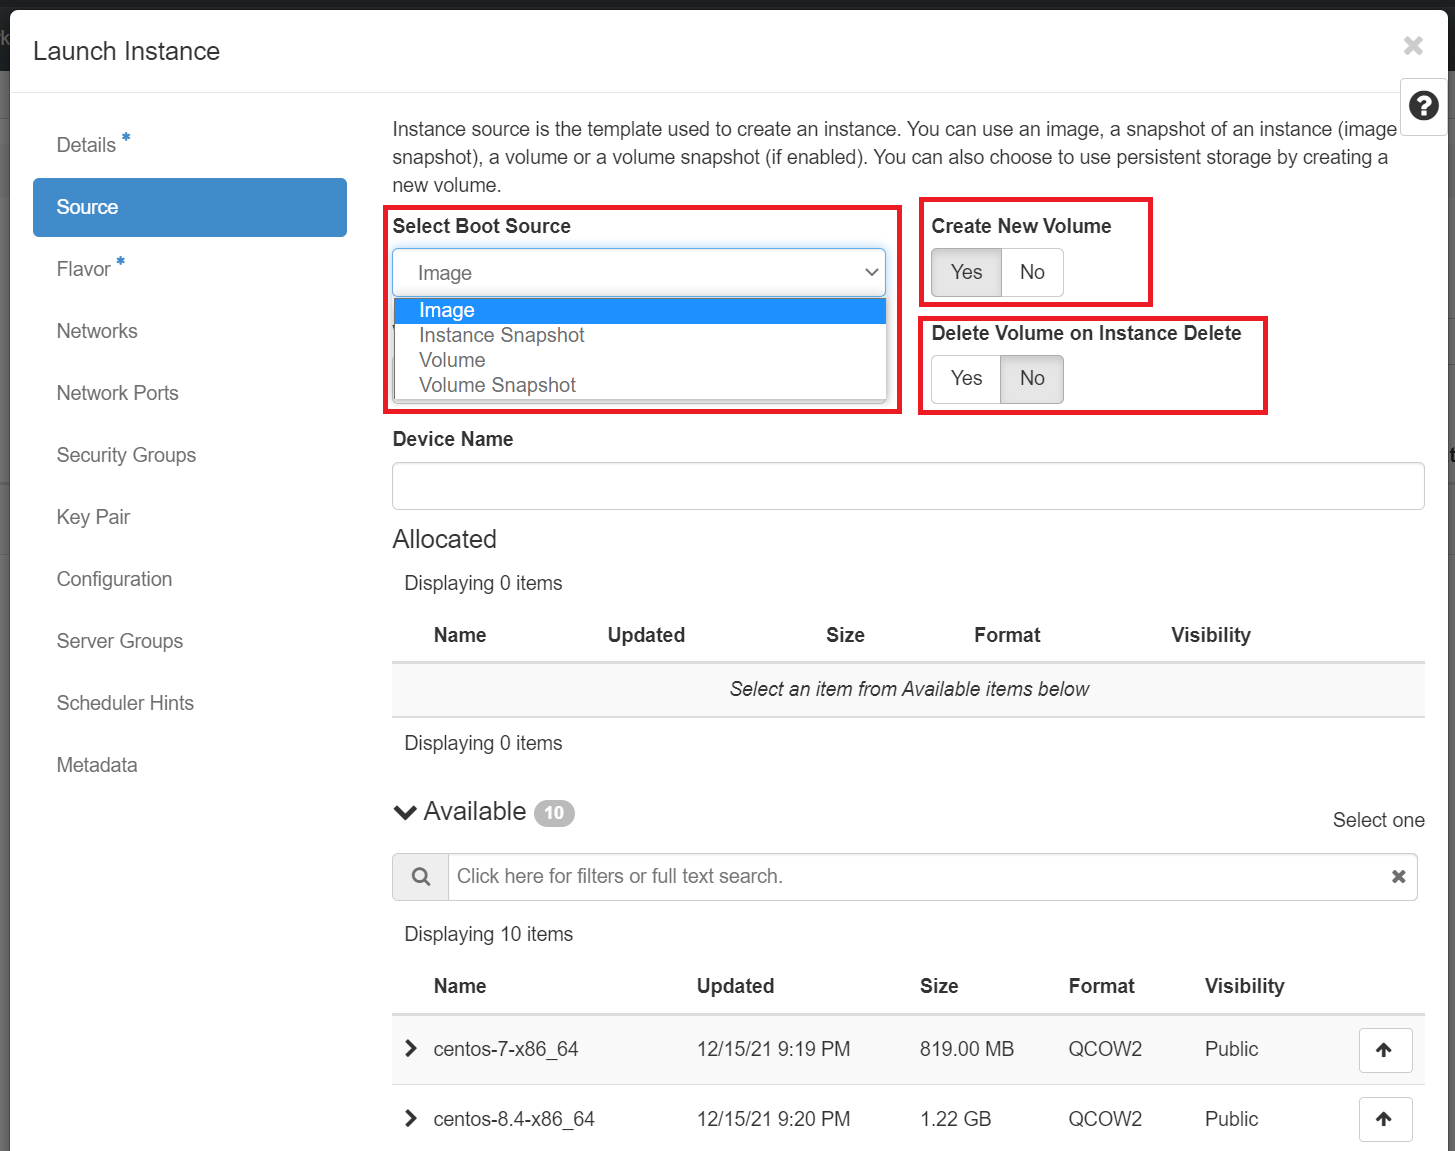 Launch Instance
Details *
Source
Flavor *
Networks
Network Ports
Security Groups
Key Pair
Configuration
Server Groups
Scheduler Hints
Metadata
Instance source is the template used to create an instance. You can use an image, a snapshot of an instance (image
snapshot), a volume or a volume snapshot (if enabled). You can also choose to use persistent storage by creating a
new volume.
Select Boot Source
Image
Image
Instance Snapshot
Volume
Volume Snapshot
Create New Volume
Yes No
Delete Volume on Instance Delete
Yes No
Device Name
Allocated
Displaying 0 items
Name Updated Size Format Visibility
Select an item from Available items below
Displaying 0 items
Available 10
Select one
Click here for filters or full text search.
Displaying 10 items
Name Updated Size Format Visibility
centos-7-x86_64 12/15/21 9:19 PM 819.00 MB QCOW2 Public
centos-8.4-x86_64 12/15/21 9:20 PM 1.22 GB QCOW2 Public